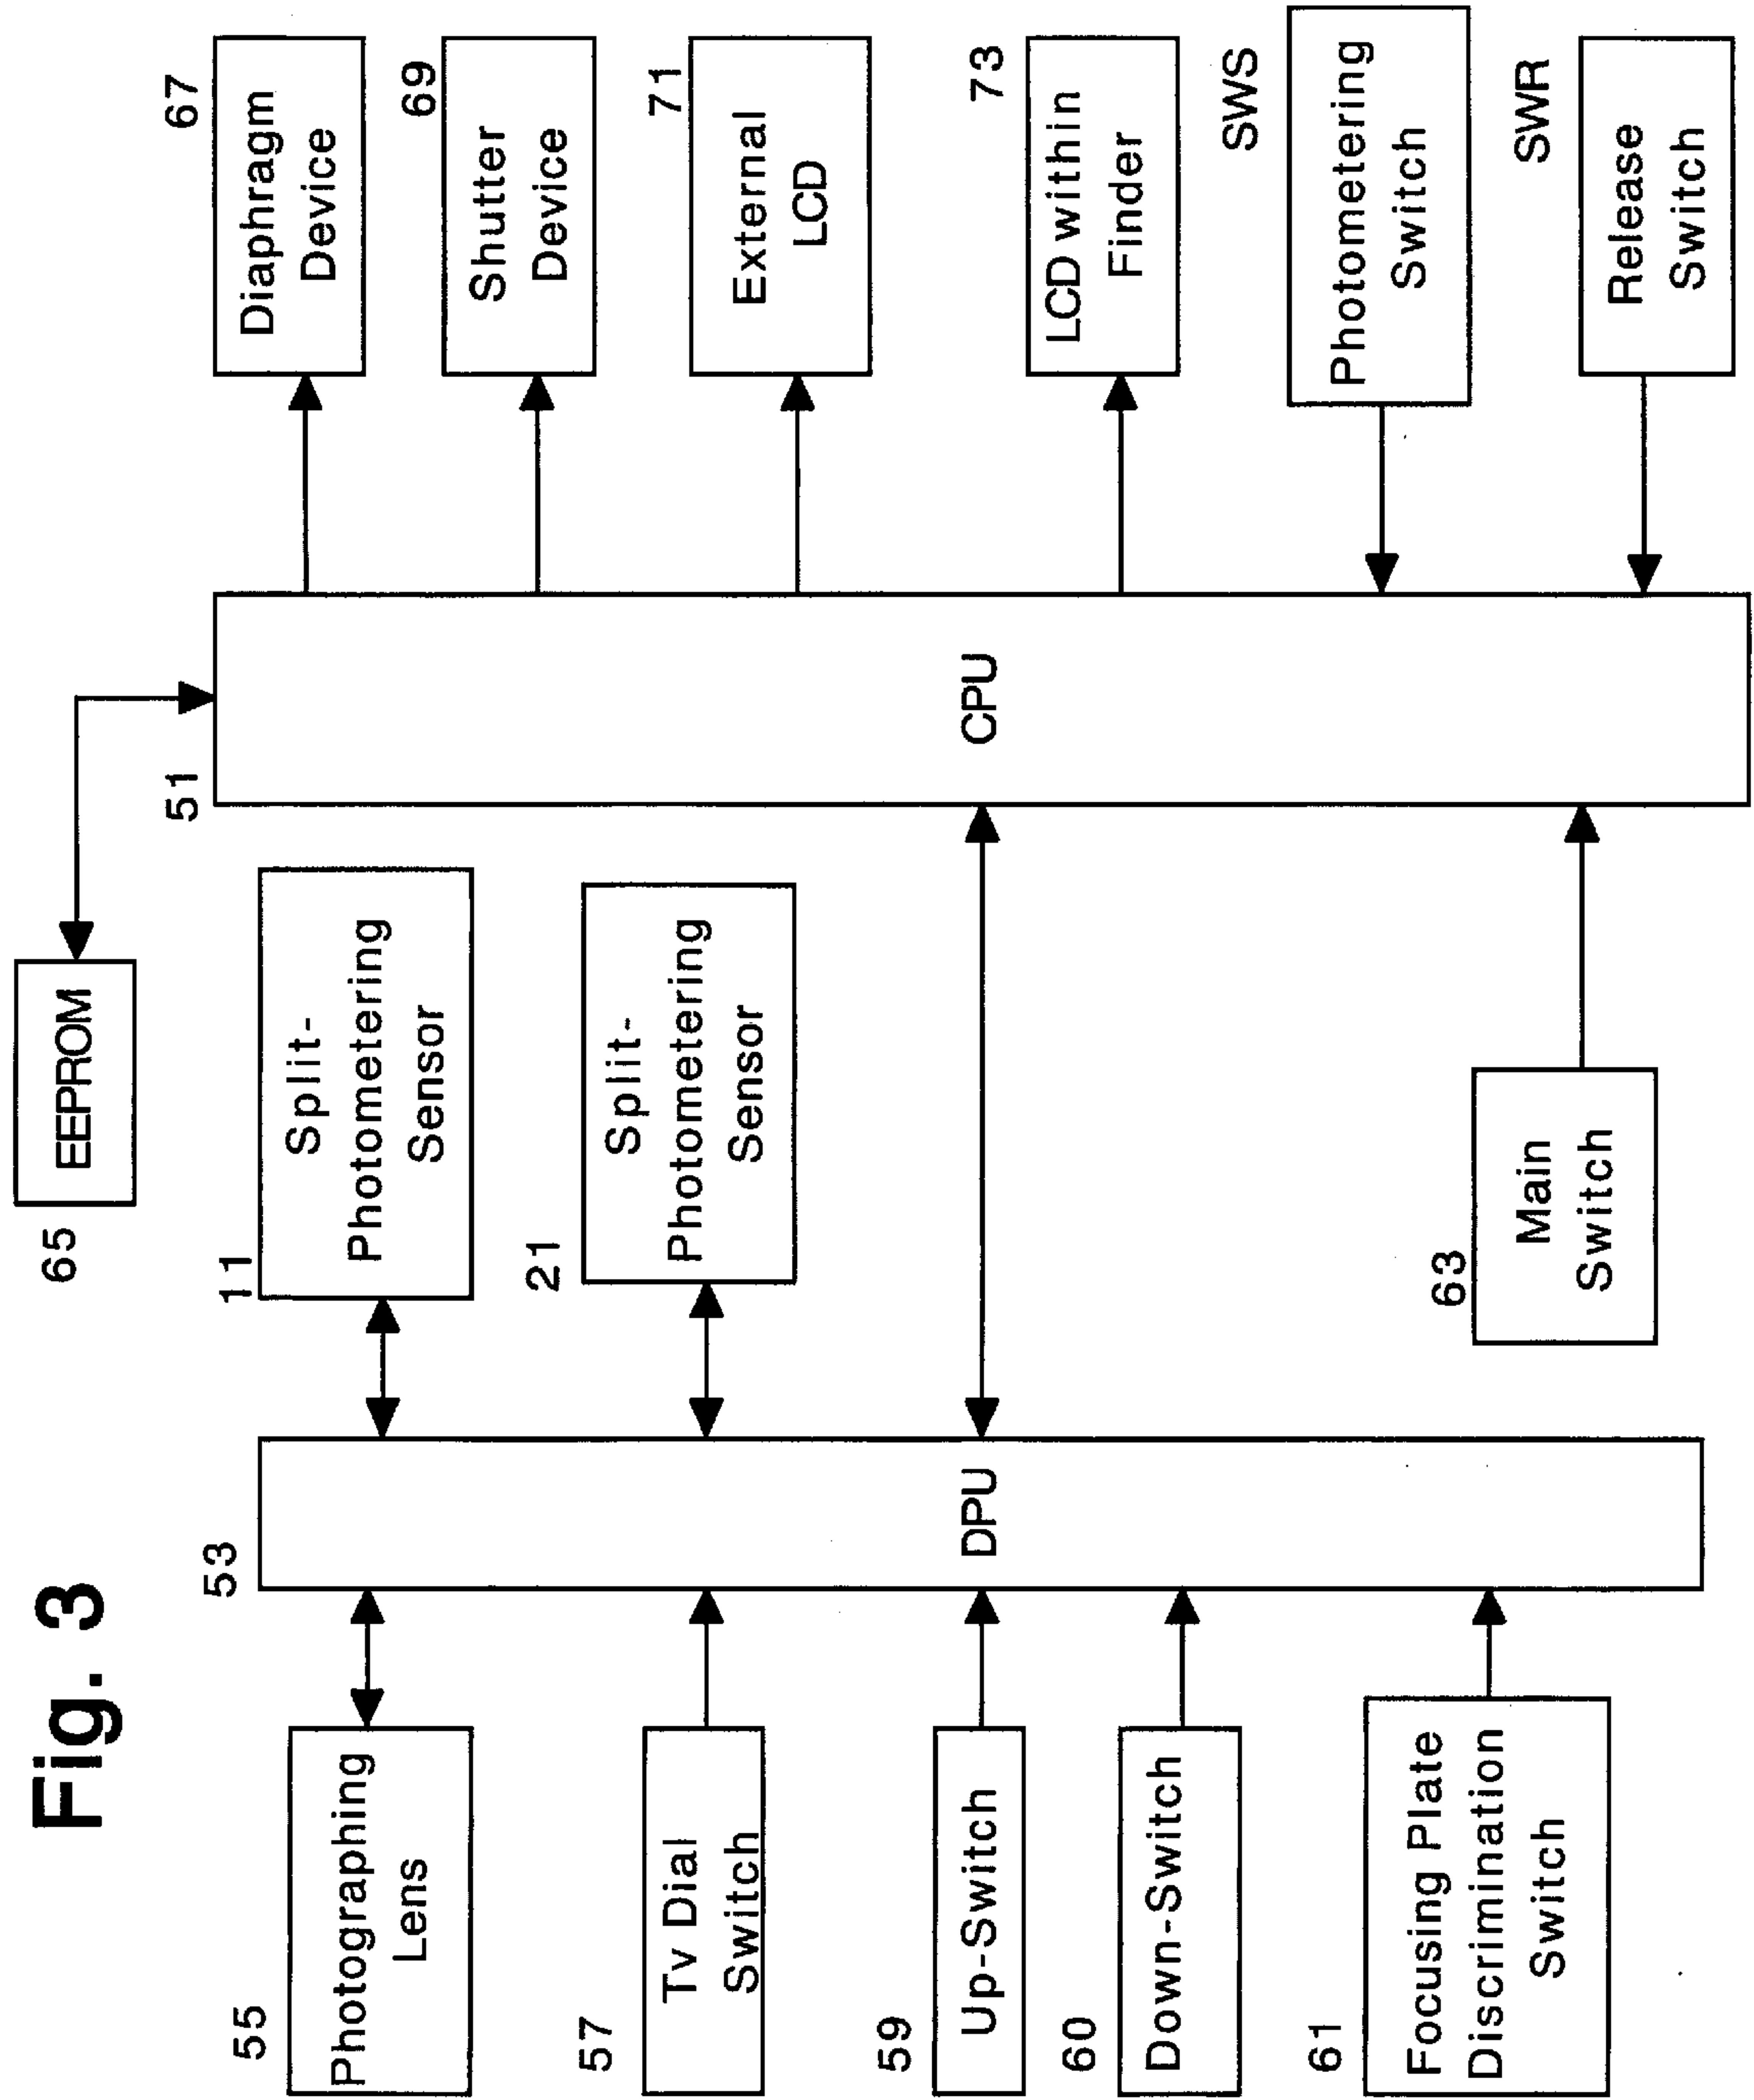 Fig. 3
65
EEPROM
55
Photographing
Lens
57
Tv Dial
Switch
59
Up-Switch
60
Down-Switch
61
Focusing Plate
Discrimination
Switch
53
DPU
11
Split-
Photometering
Sensor
21
Split-
Photometering
Sensor
63
Main
Switch
51
CPU
67
Diaphragm
Device
69
Shutter
Device
71
External
LCD
73
LCD within
Finder
SWS
Photometering
Switch
SWR
Release
Switch